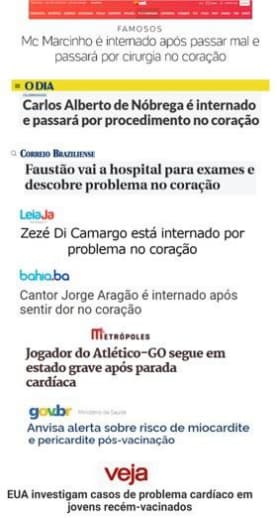 FAMOSOS
Mc Marcinho é internado após passar mal e
passará por cirurgia no coração
O DIA
Carlos Alberto de Nóbrega é internado
e passará por procedimento no coração
CORREIO BRAZILIENSE
Faustão vai a hospital para exames e
descobre problema no coração
LeiaJa
Zezé Di Camargo está internado por
problema no coração
bahia.ba
Cantor Jorge Aragão é internado após
sentir dor no coração
METRÓPOLES
Jogador do Atlético-GO segue em
estado grave após parada
cardíaca
gov.br Ministério da Saúde
Anvisa alerta sobre risco de miocardite
e pericardite pós-vacinação
veja
EUA investigam casos de problema cardíaco em
jovens recém-vacinados